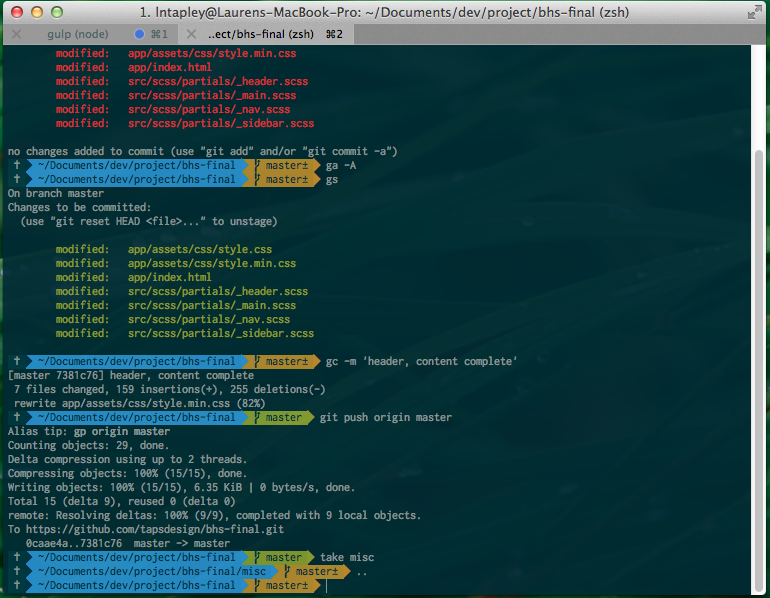 1. Intapley@Laurens-MacBook-Pro: ~/Documents/dev/project/bhs-final (zsh)
gulp (node) ⌘1 ..ect/bhs-final (zsh) ⌘2
modified: app/assets/css/style.min.css
modified: app/index.html
modified: src/scss/partials/_header.scss
modified: src/scss/partials/_main.scss
modified: src/scss/partials/_nav.scss
modified: src/scss/partials/_sidebar.scss
no changes added to commit (use "git add" and/or "git commit -a")
† ~/Documents/dev/project/bhs-final master± ga -A
† ~/Documents/dev/project/bhs-final master± gs
On branch master
Changes to be committed:
(use "git reset HEAD <file>..." to unstage)
modified: app/assets/css/style.css
modified: app/assets/css/style.min.css
modified: app/index.html
modified: src/scss/partials/_header.scss
modified: src/scss/partials/_main.scss
modified: src/scss/partials/_nav.scss
modified: src/scss/partials/_sidebar.scss
† ~/Documents/dev/project/bhs-final master± gc -m 'header, content complete'
[master 7381c76] header, content complete
7 files changed, 159 insertions(+), 255 deletions(-)
rewrite app/assets/css/style.min.css (82%)
† ~/Documents/dev/project/bhs-final master git push origin master
Alias tip: gp origin master
Counting objects: 29, done.
Delta compression using up to 2 threads.
Compressing objects: 100% (15/15), done.
Writing objects: 100% (15/15), 6.35 KiB | 0 bytes/s, done.
Total 15 (delta 9), reused 0 (delta 0)
remote: Resolving deltas: 100% (9/9), completed with 9 local objects.
To https://github.com/tapsdesign/bhs-final.git
0caae4a..7381c76 master -> master
† ~/Documents/dev/project/bhs-final master take misc
† ~/Documents/dev/project/bhs-final/misc master± ..
† ~/Documents/dev/project/bhs-final master±